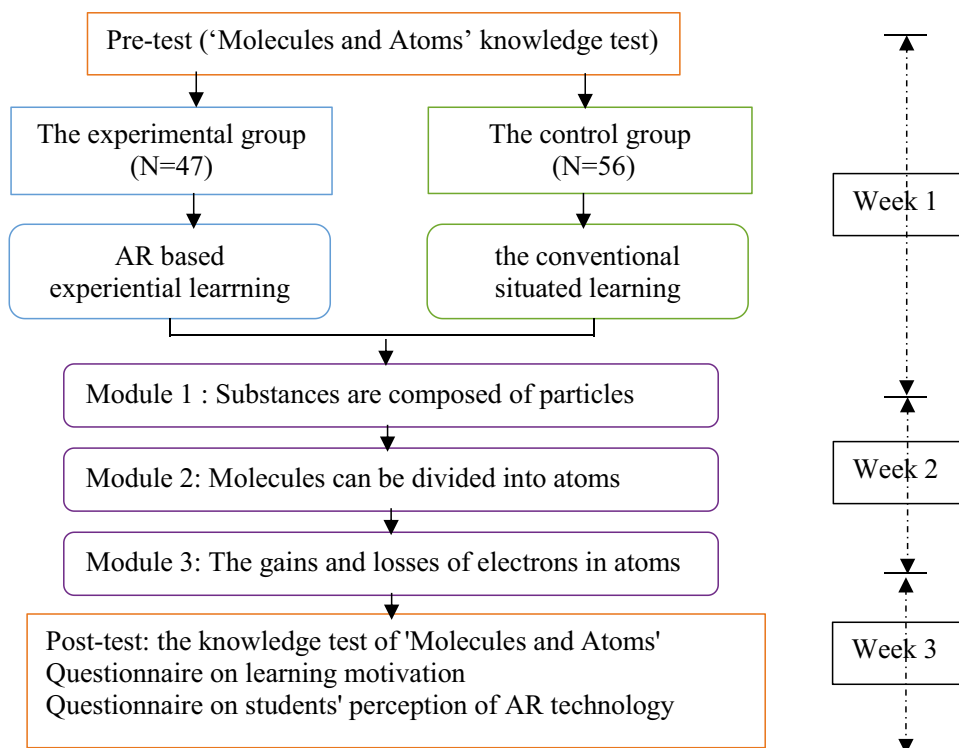 Pre-test (‘Molecules and Atoms’ knowledge test)
The experimental group
(N=47)
The control group
(N=56)
Week 1
AR based
experiential learrning
the conventional
situated learning
Module 1 : Substances are composed of particles
Module 2: Molecules can be divided into atoms
Week 2
Module 3: The gains and losses of electrons in atoms
Post-test: the knowledge test of 'Molecules and Atoms'
Questionnaire on learning motivation
Questionnaire on students' perception of AR technology
Week 3